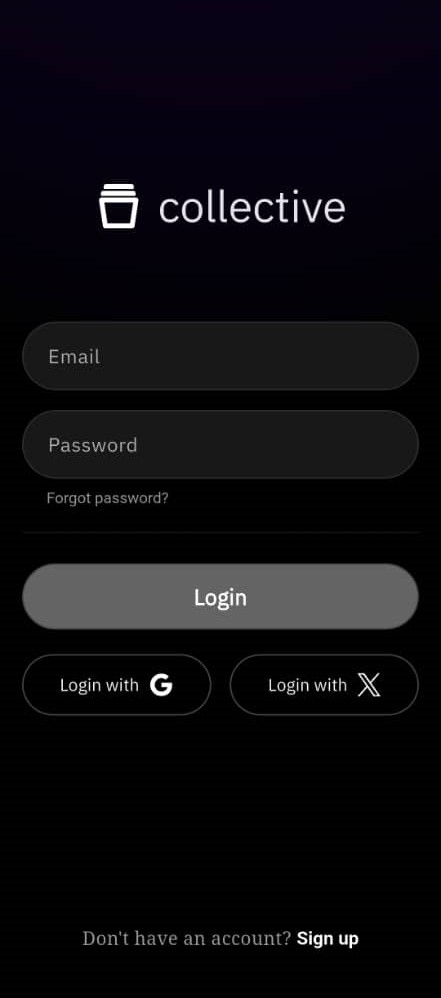 collective
Email
Password
Forgot password?
Login
Login with G
Login with X
Don't have an account? Sign up